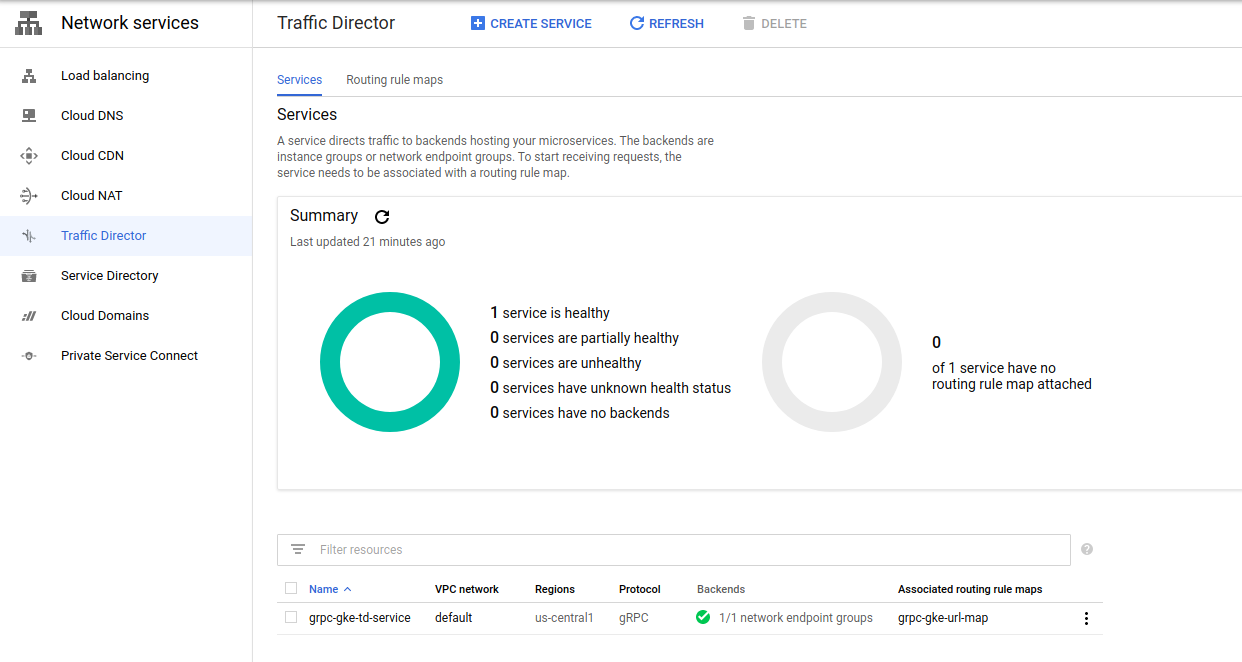 Network services
Traffic Director
CREATE SERVICE
REFRESH
DELETE
Load balancing
Cloud DNS
Cloud CDN
Cloud NAT
Traffic Director
Service Directory
Cloud Domains
Private Service Connect
Services
Routing rule maps
Services
A service directs traffic to backends hosting your microservices. The backends are
instance groups or network endpoint groups. To start receiving requests, the
service needs to be associated with a routing rule map.
Summary
Last updated 21 minutes ago
1 service is healthy
0 services are partially healthy
0 services are unhealthy
0 services have unknown health status
0 services have no backends
0
of 1 service have no
routing rule map attached
Filter resources
?
Name VPC network Regions Protocol Backends Associated routing rule maps
grpc-gke-td-service default us-central1 gRPC 1/1 network endpoint groups grpc-gke-url-map